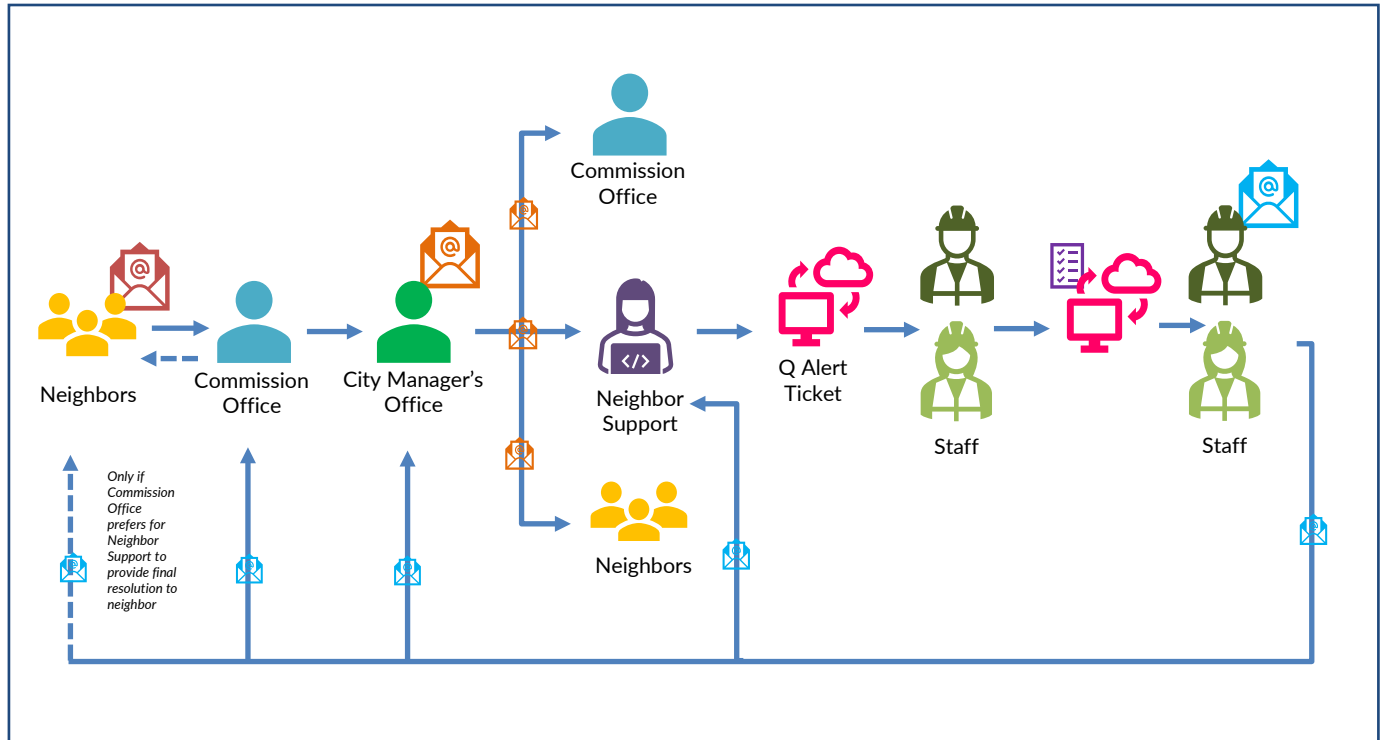 Commission
Office
Neighbors
Commission
Office
City Manager's
Office
Neighbor
Support
Q Alert
Ticket
Staff
Staff
Only if
Commission
Office
prefers for
Neighbor
Support to
provide final
resolution to
neighbor
Neighbors